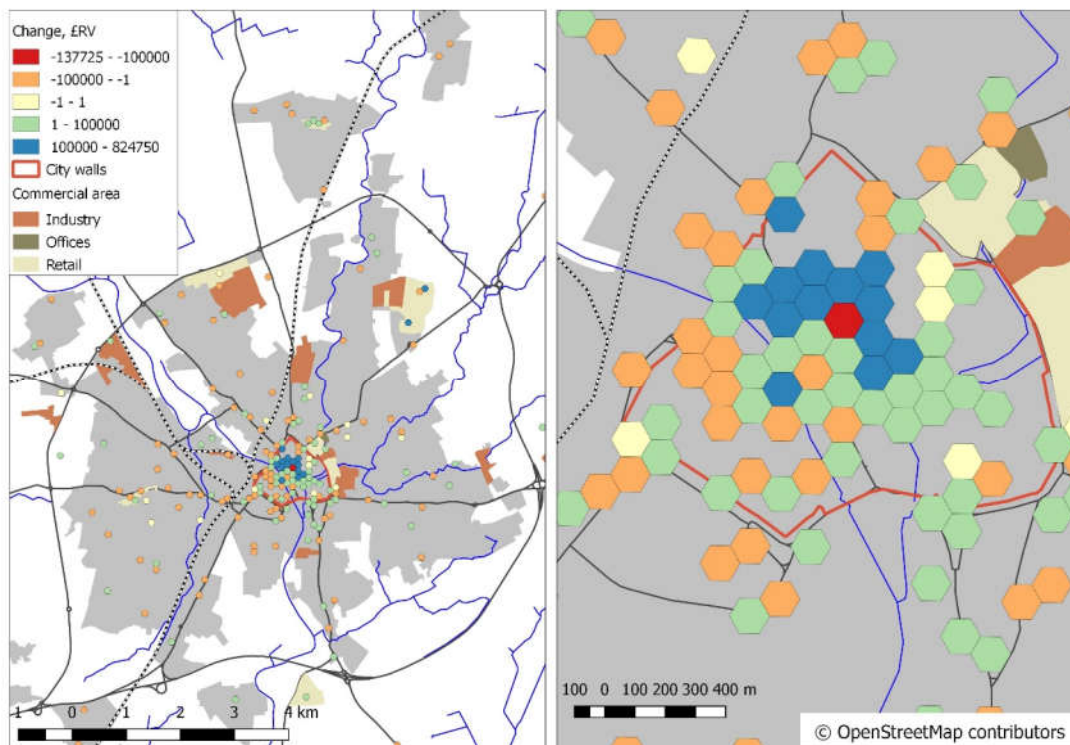 Change, £RV
-137725 - -100000
-100000 - -1
-1 - 1
1 - 100000
100000 - 824750
City walls
Commercial area
Industry
Offices
Retail
1 0 1 2 3 4 km
100 0 100 200 300 400 m
© OpenStreetMap contributors